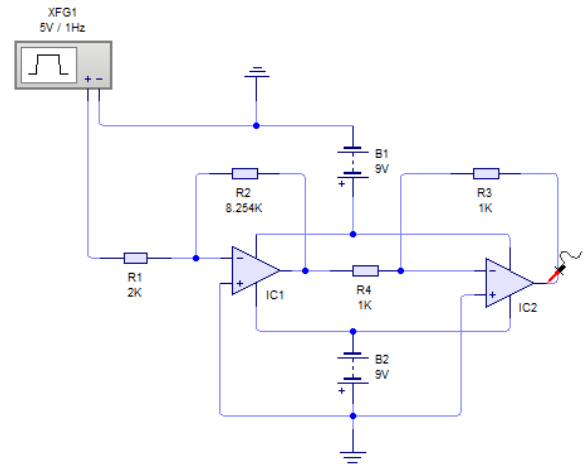 XFG1
5V / 1Hz
+ −
B1
9V
+
R2
8.254K
R3
1K
R1
2K
−
+
IC1
R4
1K
−
+
IC2
B2
9V
+